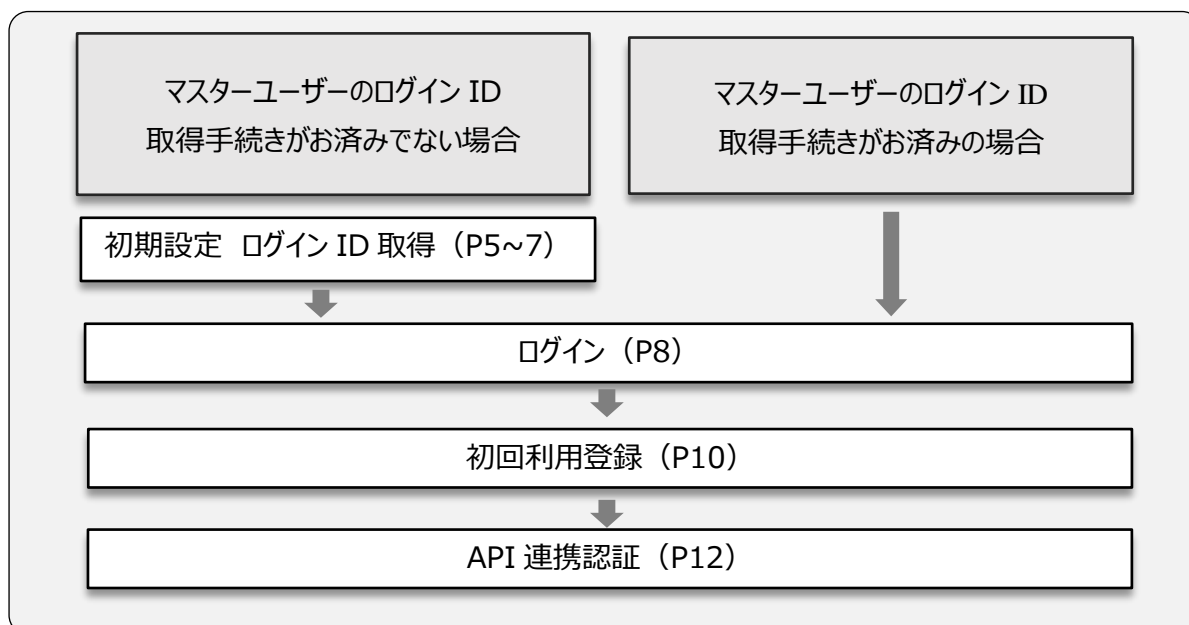 マスターユーザーのログイン ID
取得手続きがお済みでない場合
マスターユーザーのログイン ID
取得手続きがお済みの場合
初期設定 ログイン ID 取得（P5~7）
ログイン（P8）
初回利用登録（P10）
API 連携認証（P12）